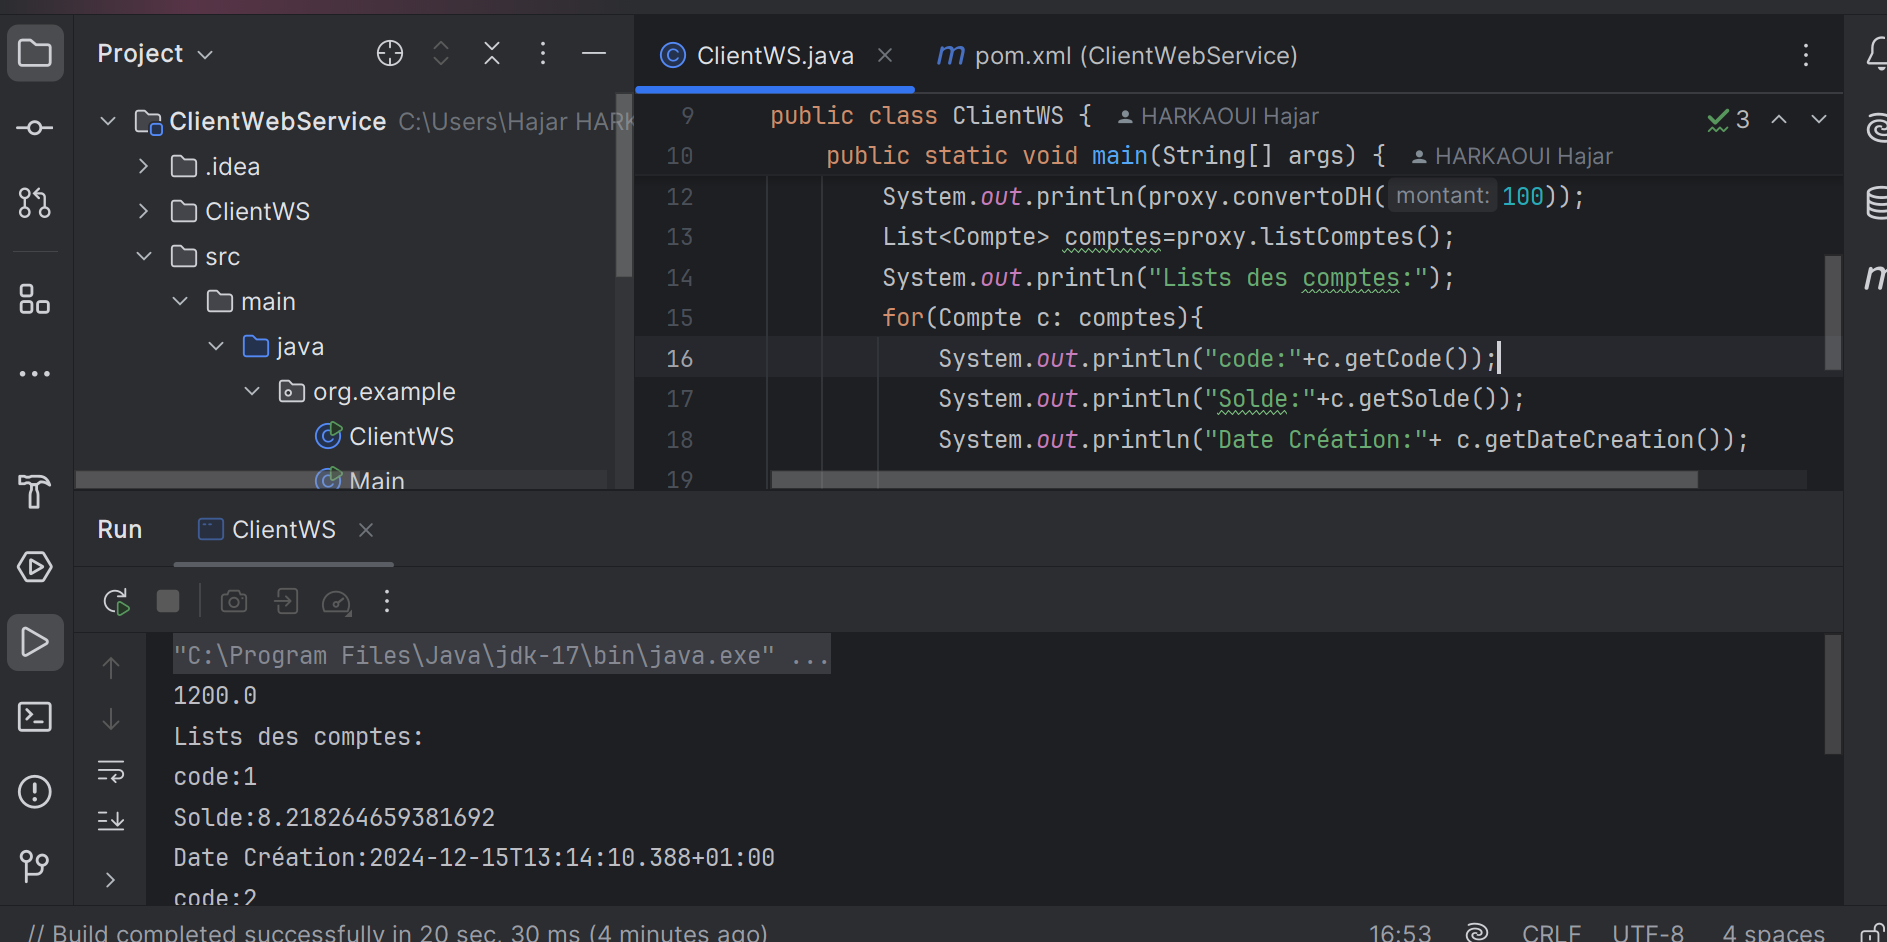 Project
ClientWebService C:\Users\Hajar HARK
.idea
ClientWS
src
main
java
org.example
ClientWS
Main
ClientWS.java
pom.xml (ClientWebService)
9 public class ClientWS { HARKAOUI Hajar
3
10 public static void main(String[] args) { HARKAOUI Hajar
12 System.out.println(proxy.convertoDH( montant: 100));
13 List<Compte> comptes=proxy.listComptes();
14 System.out.println("Lists des comptes:");
15 for(Compte c: comptes){
16 System.out.println("code:"+c.getCode());
17 System.out.println("Solde:"+c.getSolde());
18 System.out.println("Date Création:"+ c.getDateCreation());
19
Run ClientWS
"C:\Program Files\Java\jdk-17\bin\java.exe" ...
1200.0
Lists des comptes:
code:1
Solde:8.218264659381692
Date Création:2024-12-15T13:14:10.388+01:00
code:2
// Build completed successfully in 20 sec, 30 ms (4 minutes ago)
16:53 CRLF UTF-8 4 spaces